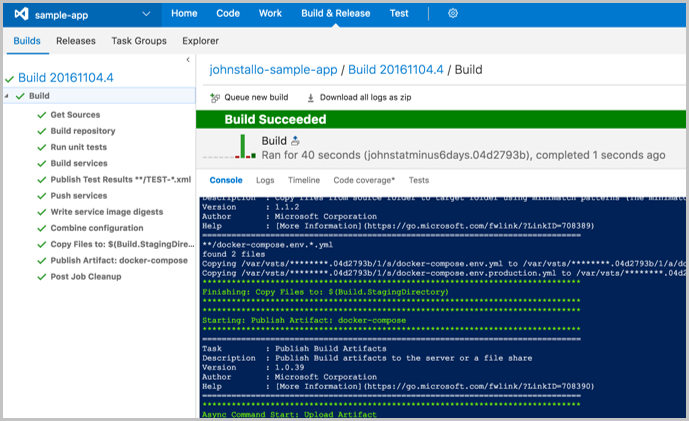 sample-app
Home
Code
Work
Build & Release
Test
Builds
Releases
Task Groups
Explorer
Build 20161104.4
Build
Get Sources
Build repository
Run unit tests
Build services
Publish Test Results **/TEST-*.xml
Push services
Write service image digests
Combine configuration
Copy Files to: $(Build.StagingDire...
Publish Artifact: docker-compose
Post Job Cleanup
johnstallo-sample-app / Build 20161104.4 / Build
Queue new build
Download all logs as zip
Build Succeeded
Build
Ran for 40 seconds (johnstatminus6days.04d2793b), completed 1 seconds ago
Console
Logs
Timeline
Code coverage*
Tests
Description : Copy files from source folder to target folder using minimatch patterns (The minimat
Version : 1.1.2
Author : Microsoft Corporation
Help : [More Information](https://go.microsoft.com/fwlink/?LinkID=708389)
==============================================================================
**/docker-compose.env.*.yml
found 2 files
Copying /var/vsts/********.04d2793b/1/s/docker-compose.env.yml to /var/vsts/********.04d2793b/1/a/do
Copying /var/vsts/********.04d2793b/1/s/docker-compose.env.production.yml to /var/vsts/********.04d2
******************************************************************************
Finishing: Copy Files to: $(Build.StagingDirectory)
******************************************************************************
******************************************************************************
Starting: Publish Artifact: docker-compose
******************************************************************************
==============================================================================
Task : Publish Build Artifacts
Description : Publish Build artifacts to the server or a file share
Version : 1.0.39
Author : Microsoft Corporation
Help : [More Information](https://go.microsoft.com/fwlink/?LinkID=708390)
==============================================================================
******************************************************************************
Async Command Start: Upload Artifact